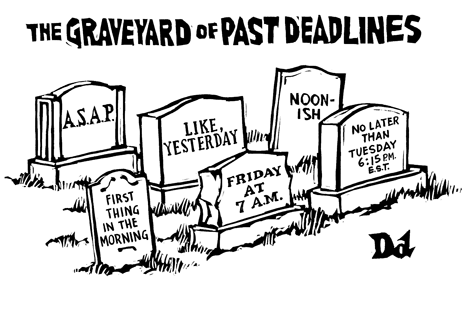 THE GRAVEYARD OF PAST DEADLINES
A.S.A.P.
LIKE,
YESTERDAY
NOON-
ISH
NO LATER
THAN
TUESDAY
6:15 P.M.
E.S.T.
FIRST
THING
IN THE
MORNING
FRIDAY
AT
7 A.M.
Dd